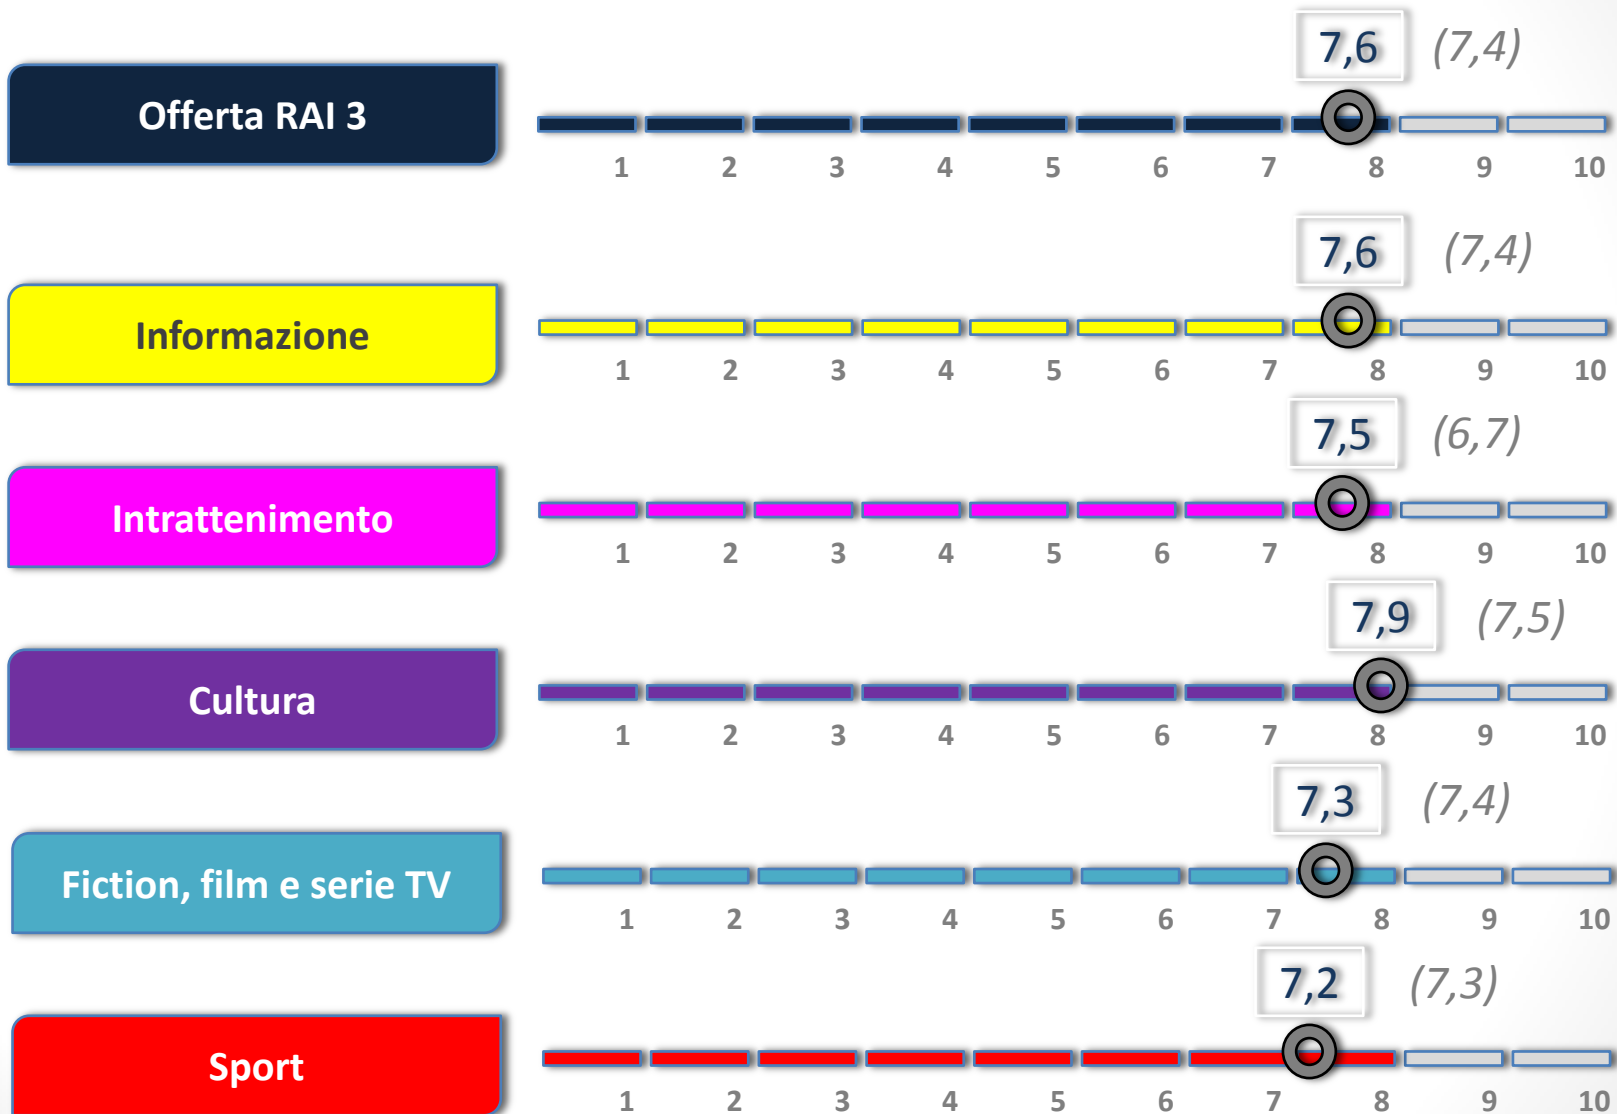 7,6 (7,4)
Offerta RAI 3
1 2 3 4 5 6 7 8 9 10
7,6 (7,4)
Informazione
1 2 3 4 5 6 7 8 9 10
7,5 (6,7)
Intrattenimento
1 2 3 4 5 6 7 8 9 10
7,9 (7,5)
Cultura
1 2 3 4 5 6 7 8 9 10
7,3 (7,4)
Fiction, film e serie TV
1 2 3 4 5 6 7 8 9 10
7,2 (7,3)
Sport
1 2 3 4 5 6 7 8 9 10